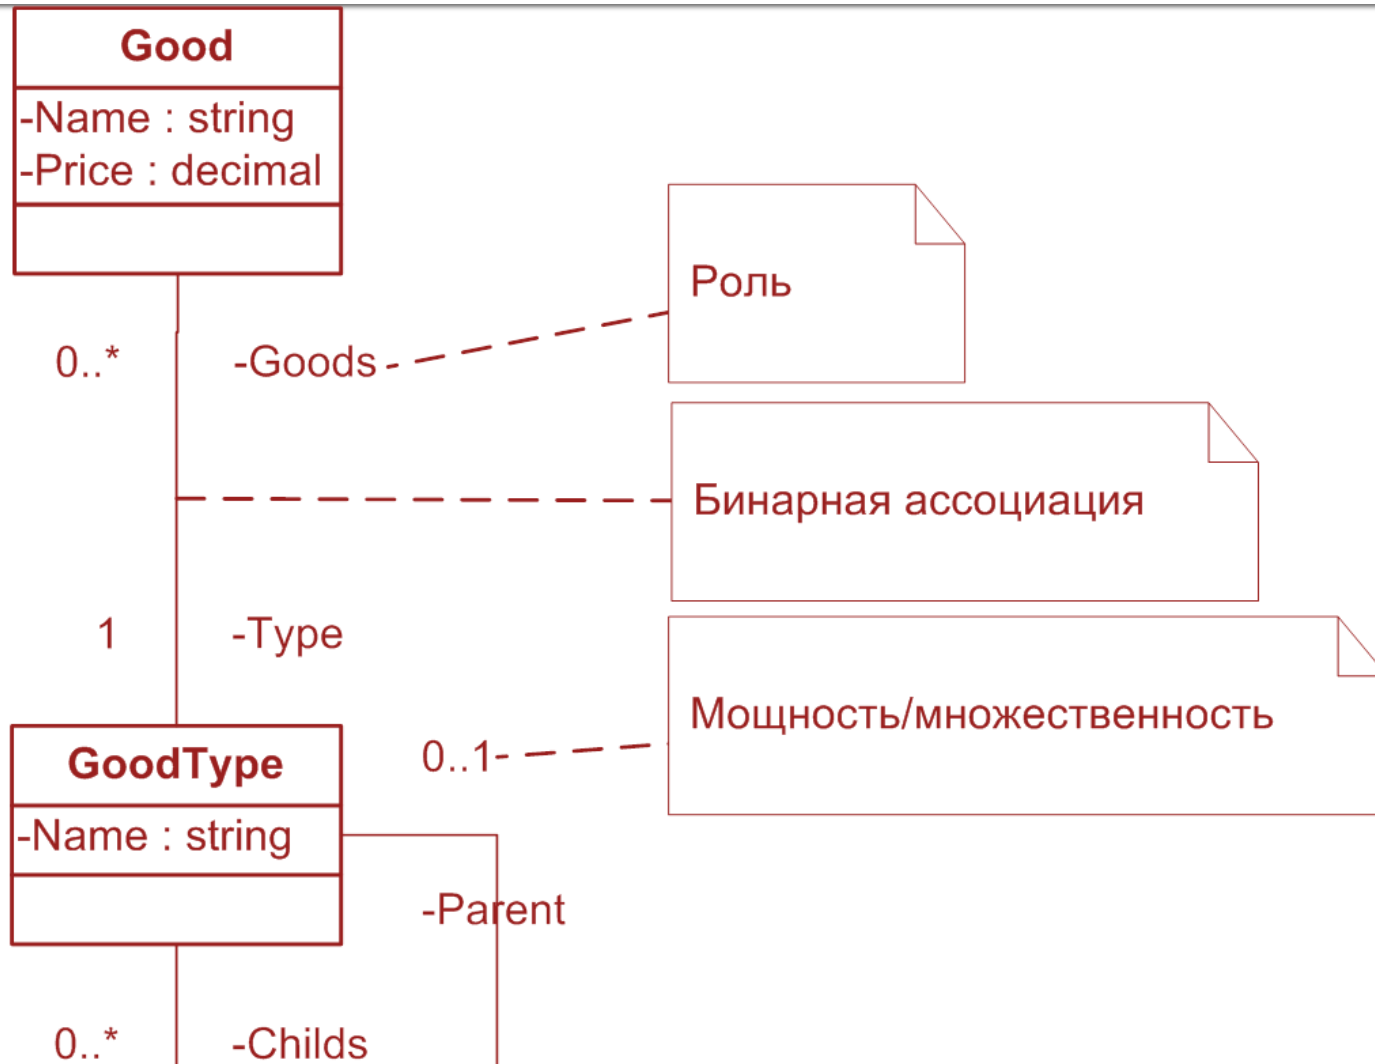 Good
-Name : string
-Price : decimal
Роль
0..* -Goods
Бинарная ассоциация
1 -Type
Мощность/множественность
GoodType
0..1
-Name : string
-Parent
0..* -Childs